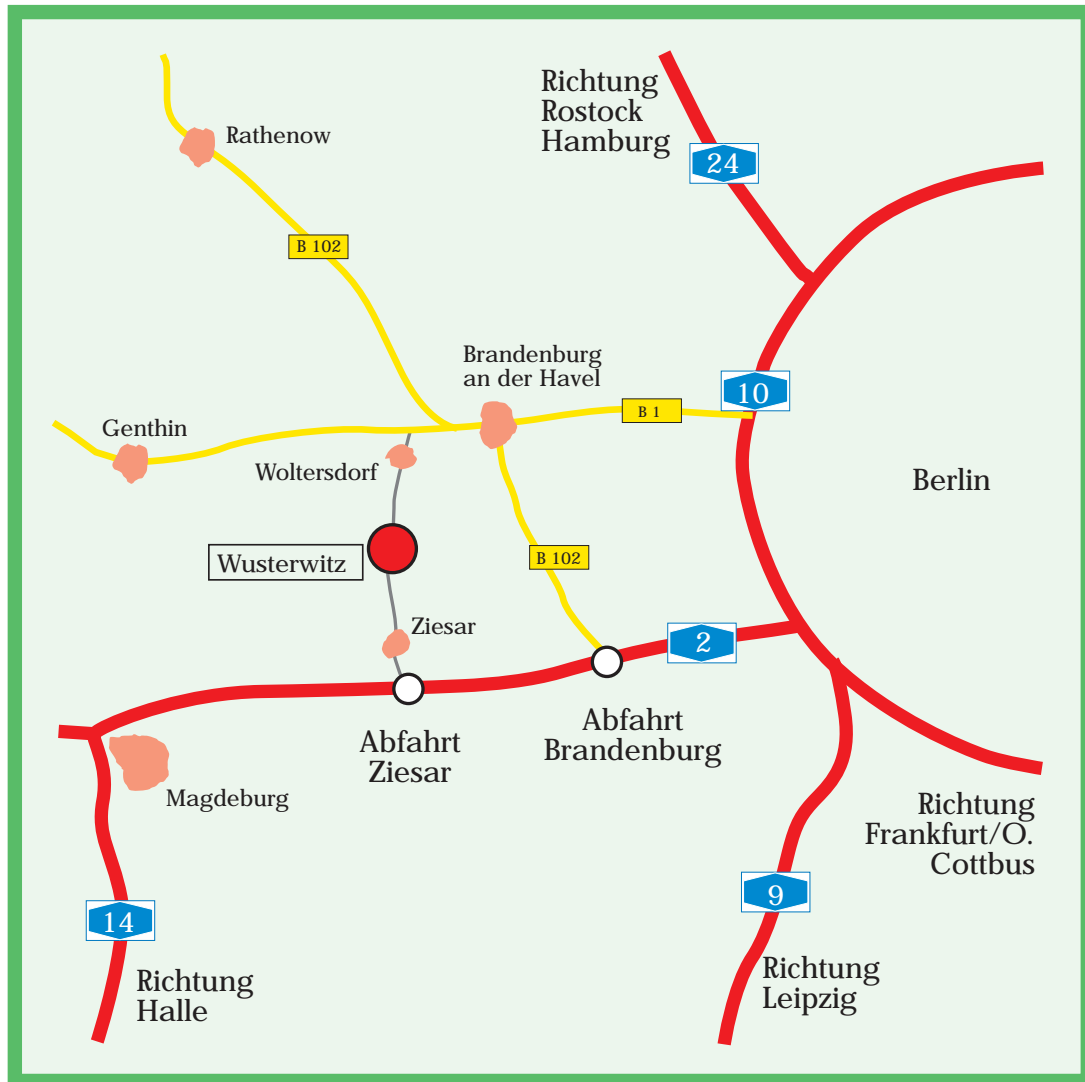 Richtung
Rostock
Hamburg
24
Rathenow
B 102
Brandenburg
an der Havel
10
B 1
Genthin
Woltersdorf
Berlin
Wusterwitz
B 102
Ziesar
2
Abfahrt
Ziesar
Abfahrt
Brandenburg
Magdeburg
Richtung
Frankfurt/O.
Cottbus
9
14
Richtung
Halle
Richtung
Leipzig